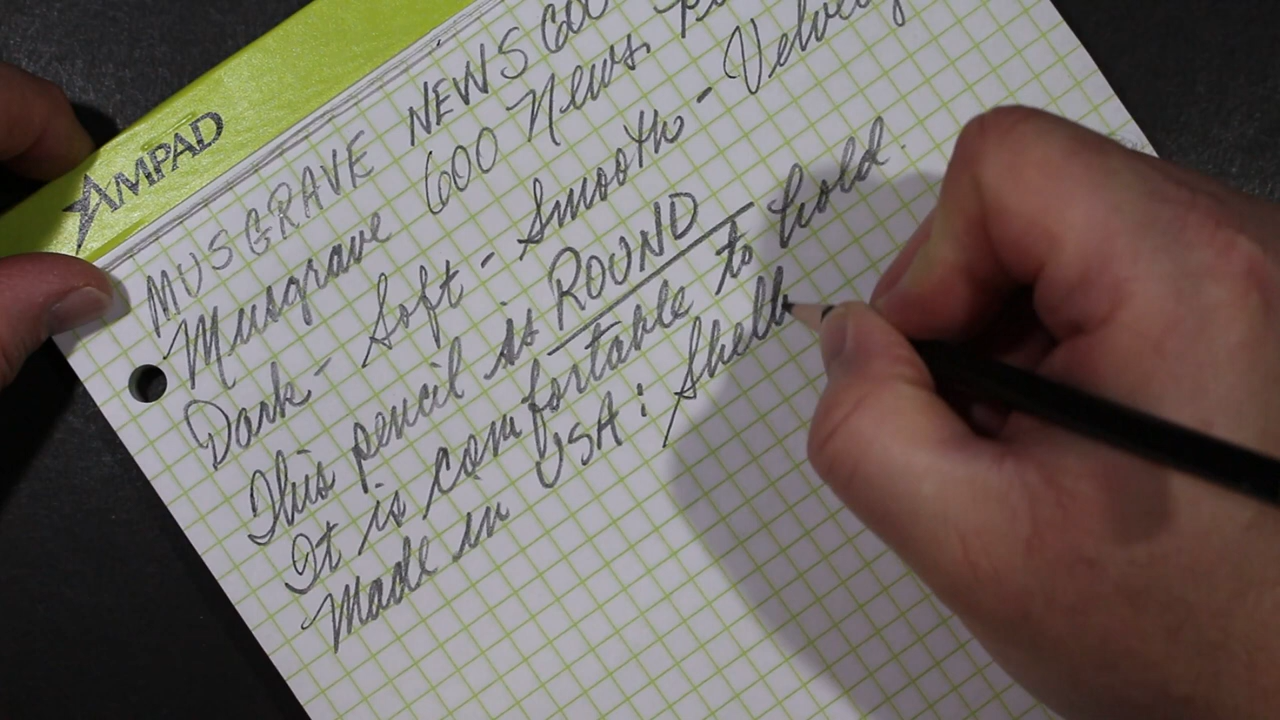 AMPAD
MUSGRAVE NEWS 600
Musgrave 600 News
Dark - Soft - Smooth - Velvety
This pencil is ROUND
It is comfortable to hold.
Made in USA: Shelb